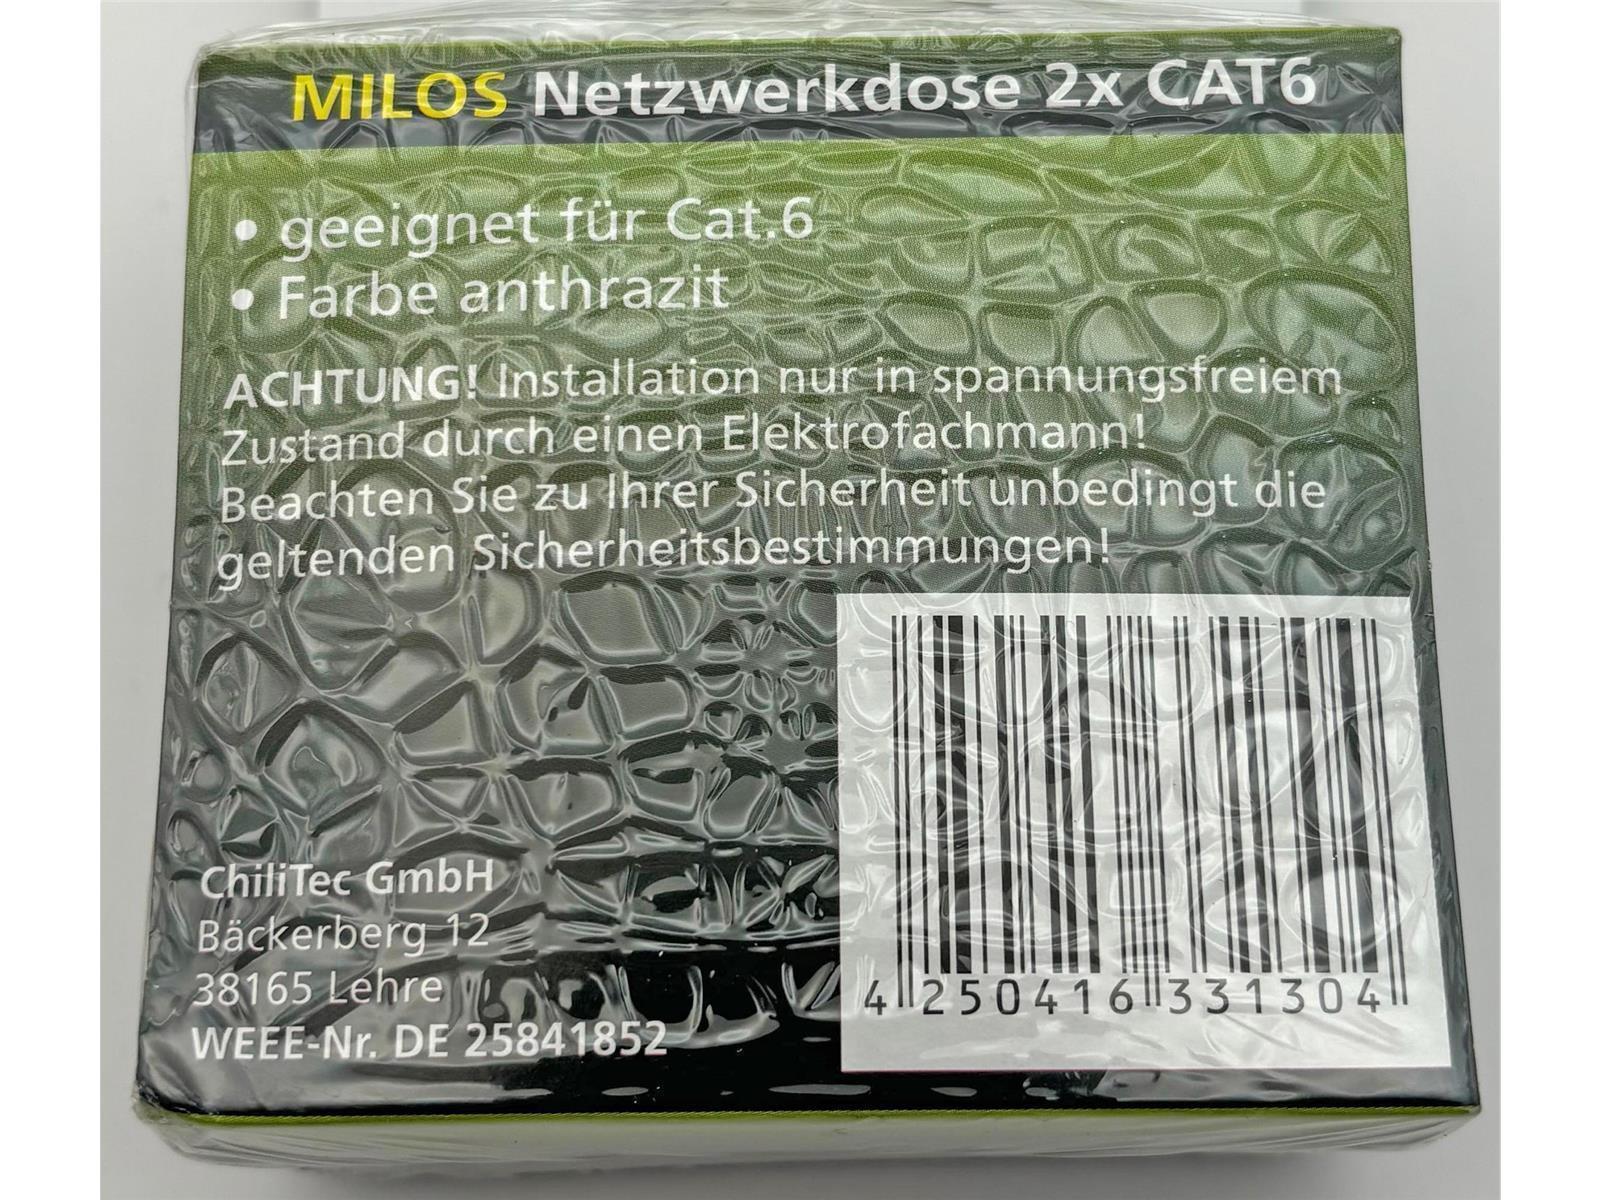 MILOS Netzwerkdose 2x CAT6
• geeignet für Cat.6
• Farbe anthrazit
ACHTUNG! Installation nur in spannungsfreiem
Zustand durch einen Elektrofachmann!
Beachten Sie zu Ihrer Sicherheit unbedingt die
geltenden Sicherheitsbestimmungen!
ChiliTec GmbH
Bäckerberg 12
38165 Lehre
WEEE-Nr. DE 25841852
4 250416 331304